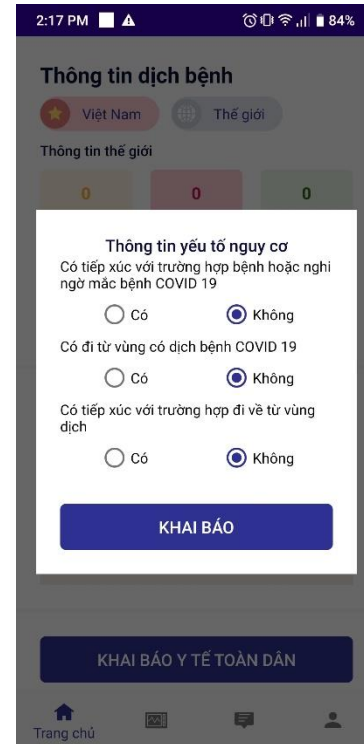 2:17 PM 84%
Thông tin dịch bệnh
Việt Nam Thế giới
Thông tin thế giới
0 0 0
Thông tin yếu tố nguy cơ
Có tiếp xúc với trường hợp bệnh hoặc nghi
ngờ mắc bệnh COVID 19
Có Không
Có đi từ vùng có dịch bệnh COVID 19
Có Không
Có tiếp xúc với trường hợp đi về từ vùng
dịch
Có Không
KHAI BÁO
KHAI BÁO Y TẾ TOÀN DÂN
Trang chủ